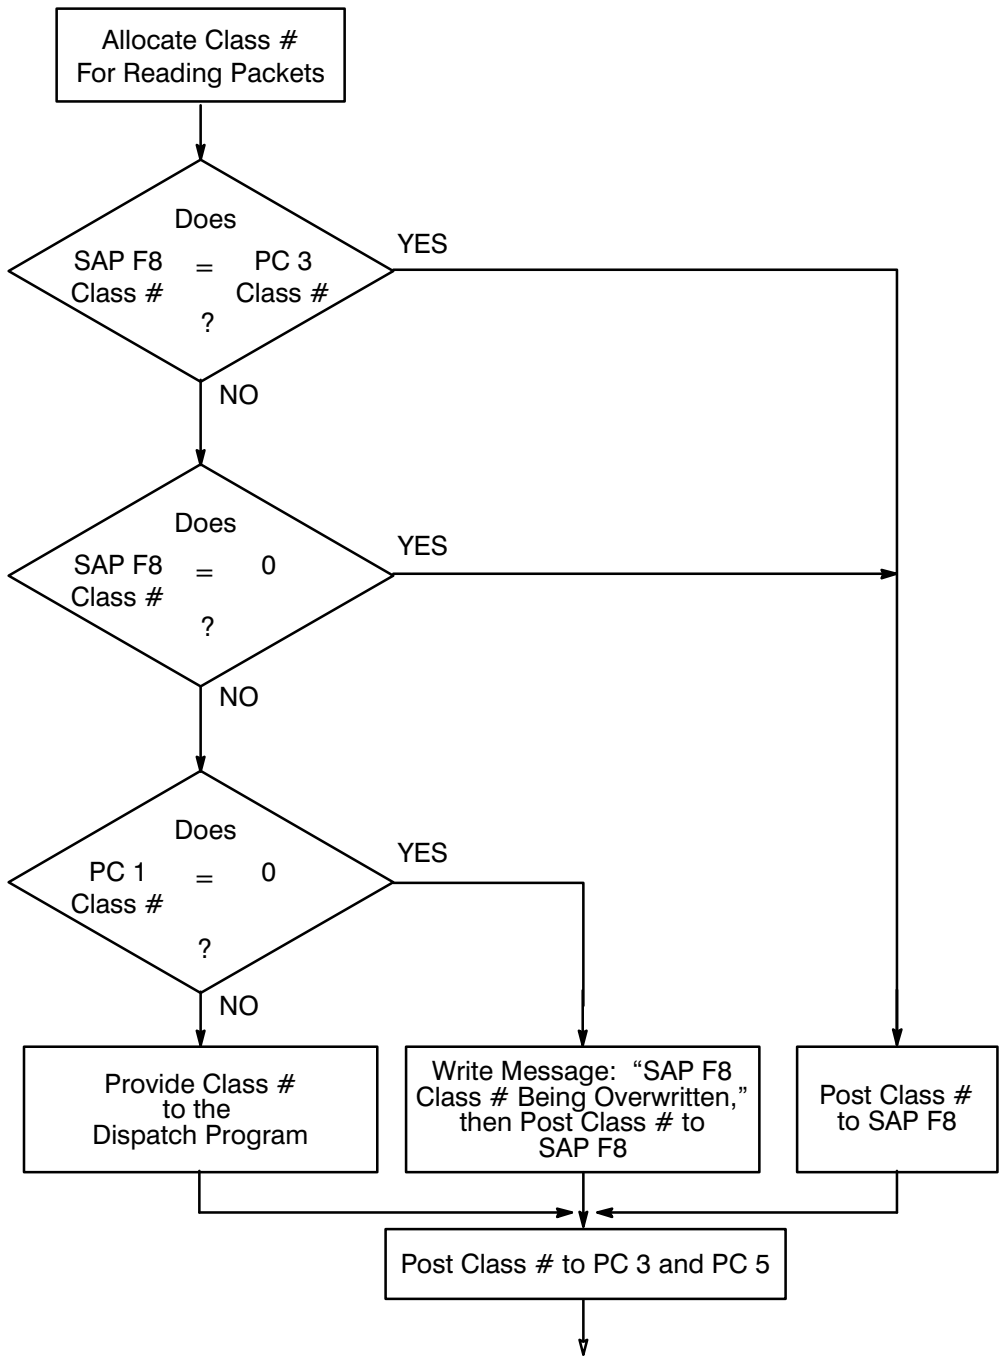 Allocate Class #
For Reading Packets
Does
SAP F8 = PC 3
Class # Class #
?
YES
NO
Does
SAP F8 = 0
Class #
?
YES
NO
Does
PC 1 = 0
Class #
?
YES
NO
Provide Class #
to the
Dispatch Program
Write Message: “SAP F8
Class # Being Overwritten,”
then Post Class # to
SAP F8
Post Class #
to SAP F8
Post Class # to PC 3 and PC 5